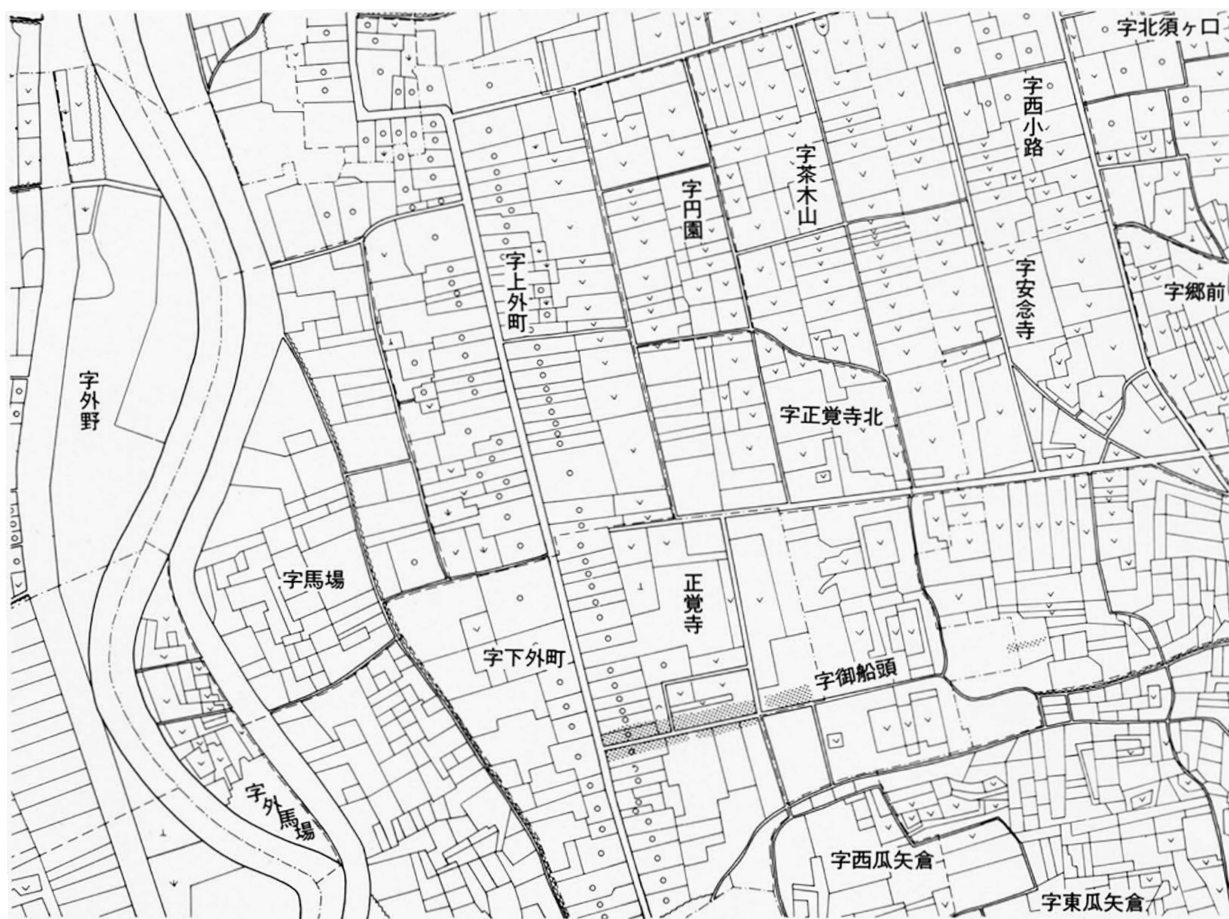 字北須ヶ口
字西小路
字茶木山
字円園
字上外町
字安念寺
字郷前
字外野
字正覚寺北
字馬場
正覚寺
字下外町
字御船頭
字外馬場
字西瓜矢倉
字東瓜矢倉